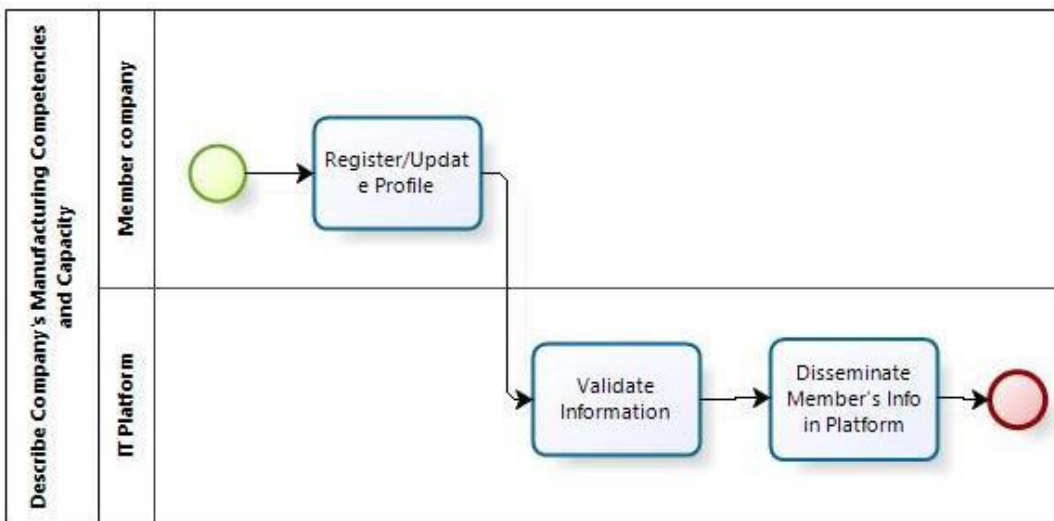 Describe Company's Manufacturing Competencies
and Capacity
Member company
Register/Updat
e Profile
IT Platform
Validate
Information
Disseminate
Member's Info
in Platform